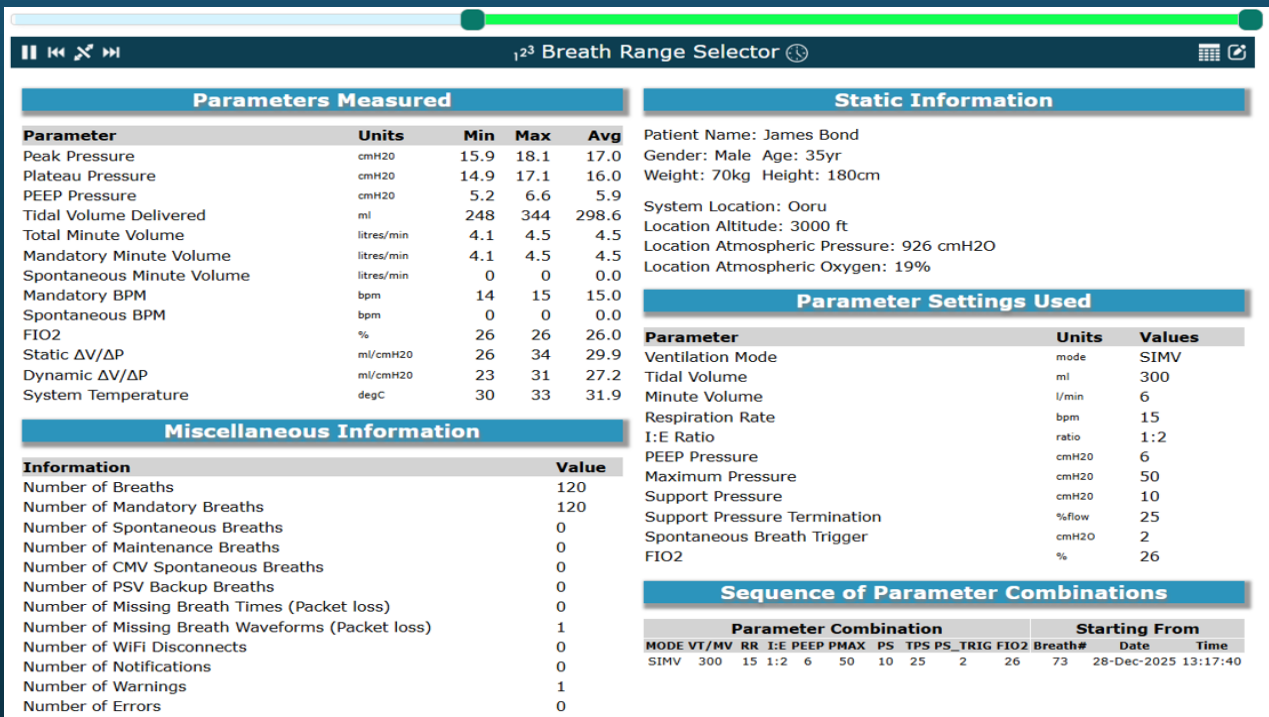 123 Breath Range Selector
Parameters Measured
Parameter Units Min Max Avg
Peak Pressure cmH20 15.9 18.1 17.0
Plateau Pressure cmH20 14.9 17.1 16.0
PEEP Pressure cmH20 5.2 6.6 5.9
Tidal Volume Delivered ml 248 344 298.6
Total Minute Volume litres/min 4.1 4.5 4.5
Mandatory Minute Volume litres/min 4.1 4.5 4.5
Spontaneous Minute Volume litres/min 0 0 0.0
Mandatory BPM bpm 14 15 15.0
Spontaneous BPM bpm 0 0 0.0
FIO2 % 26 26 26.0
Static ΔV/ΔP ml/cmH20 26 34 29.9
Dynamic ΔV/ΔP ml/cmH20 23 31 27.2
System Temperature degC 30 33 31.9
Miscellaneous Information
Information Value
Number of Breaths 120
Number of Mandatory Breaths 120
Number of Spontaneous Breaths 0
Number of Maintenance Breaths 0
Number of CMV Spontaneous Breaths 0
Number of PSV Backup Breaths 0
Number of Missing Breath Times (Packet loss) 0
Number of Missing Breath Waveforms (Packet loss) 1
Number of WiFi Disconnects 0
Number of Notifications 0
Number of Warnings 1
Number of Errors 0
Static Information
Patient Name: James Bond
Gender: Male Age: 35yr
Weight: 70kg Height: 180cm
System Location: Ooru
Location Altitude: 3000 ft
Location Atmospheric Pressure: 926 cmH2O
Location Atmospheric Oxygen: 19%
Parameter Settings Used
Parameter Units Values
Ventilation Mode mode SIMV
Tidal Volume ml 300
Minute Volume l/min 6
Respiration Rate bpm 15
I:E Ratio ratio 1:2
PEEP Pressure cmH20 6
Maximum Pressure cmH20 50
Support Pressure cmH20 10
Support Pressure Termination %flow 25
Spontaneous Breath Trigger cmH2O 2
FIO2 % 26
Sequence of Parameter Combinations
Parameter Combination Starting From
MODE VT/MV RR I:E PEEP PMAX PS TPS PS_TRIG FIO2 Breath# Date Time
SIMV 300 15 1:2 6 50 10 25 2 26 73 28-Dec-2025 13:17:40